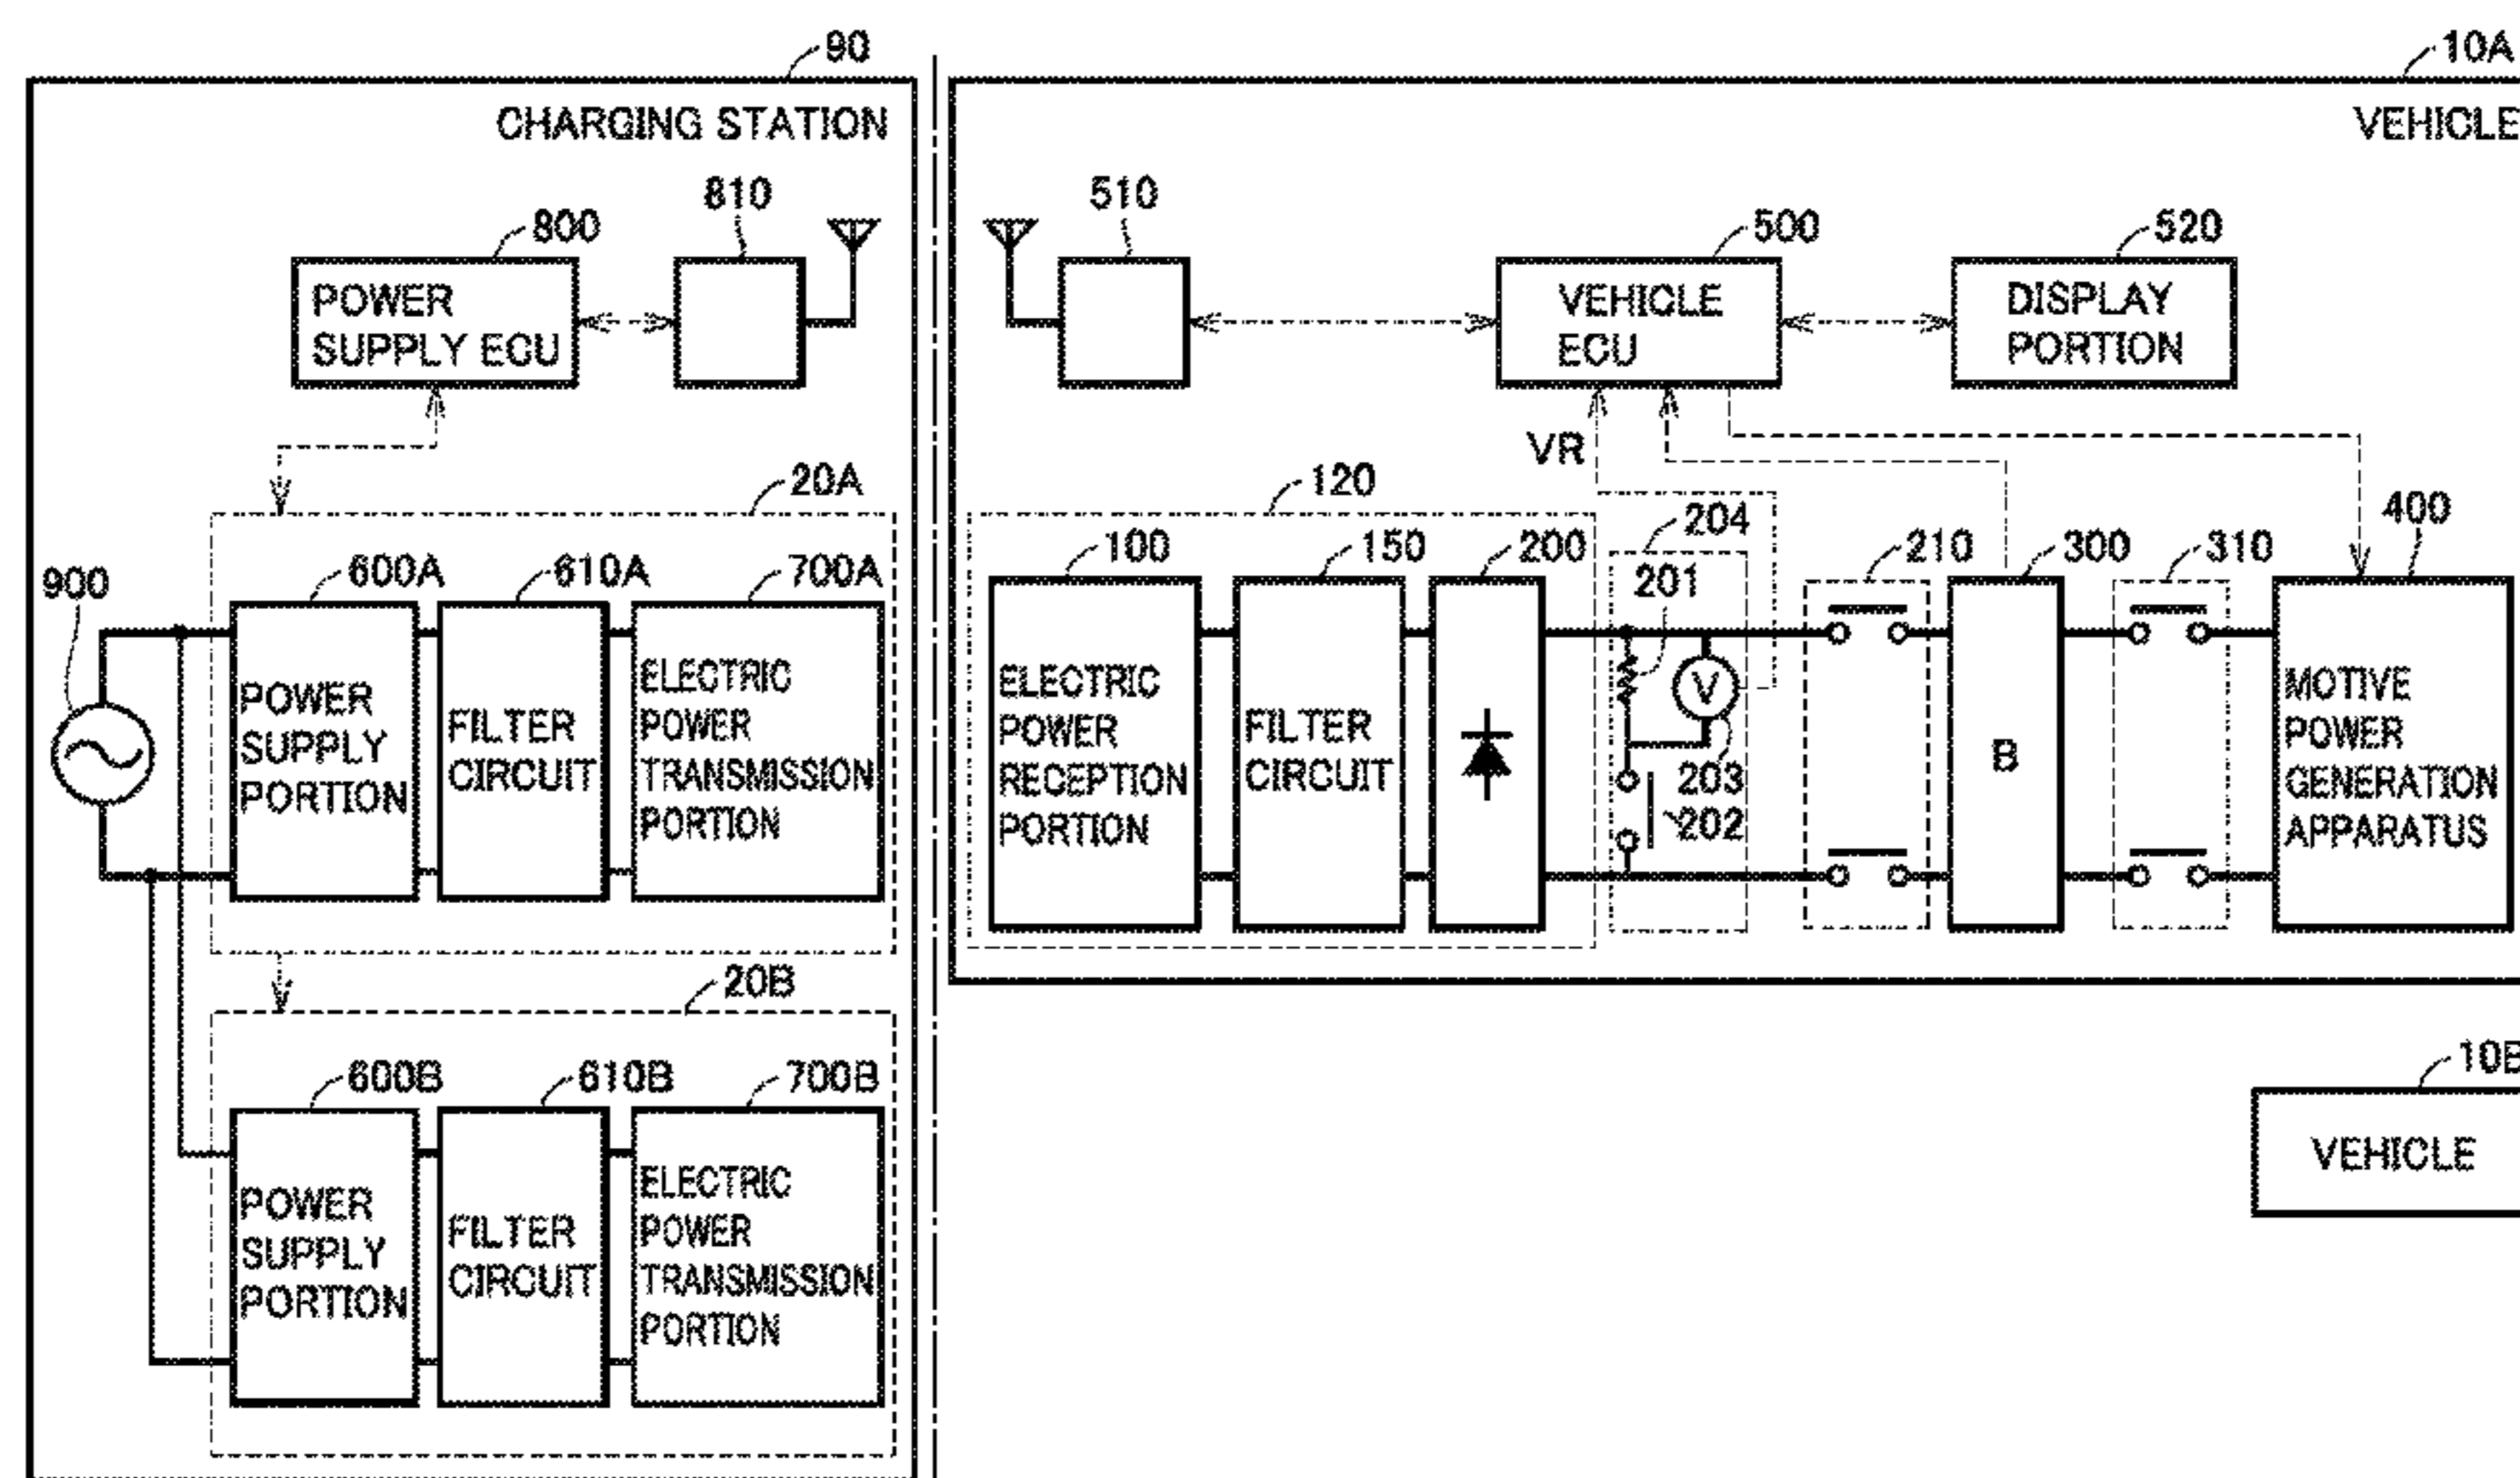 90
10A
CHARGING STATION
VEHICLE
800
810
510
500
520
POWER
SUPPLY ECU
VEHICLE
ECU
DISPLAY
PORTION
VR
20A
120
204
400
900
600A
610A
700A
100
150
200
201
210
300
310
POWER
SUPPLY
PORTION
FILTER
CIRCUIT
ELECTRIC
POWER
TRANSMISSION
PORTION
ELECTRIC
POWER
RECEPTION
PORTION
FILTER
CIRCUIT
V
203
202
B
MOTIVE
POWER
GENERATION
APPARATUS
20B
600B
610B
700B
10B
POWER
SUPPLY
PORTION
FILTER
CIRCUIT
ELECTRIC
POWER
TRANSMISSION
PORTION
VEHICLE